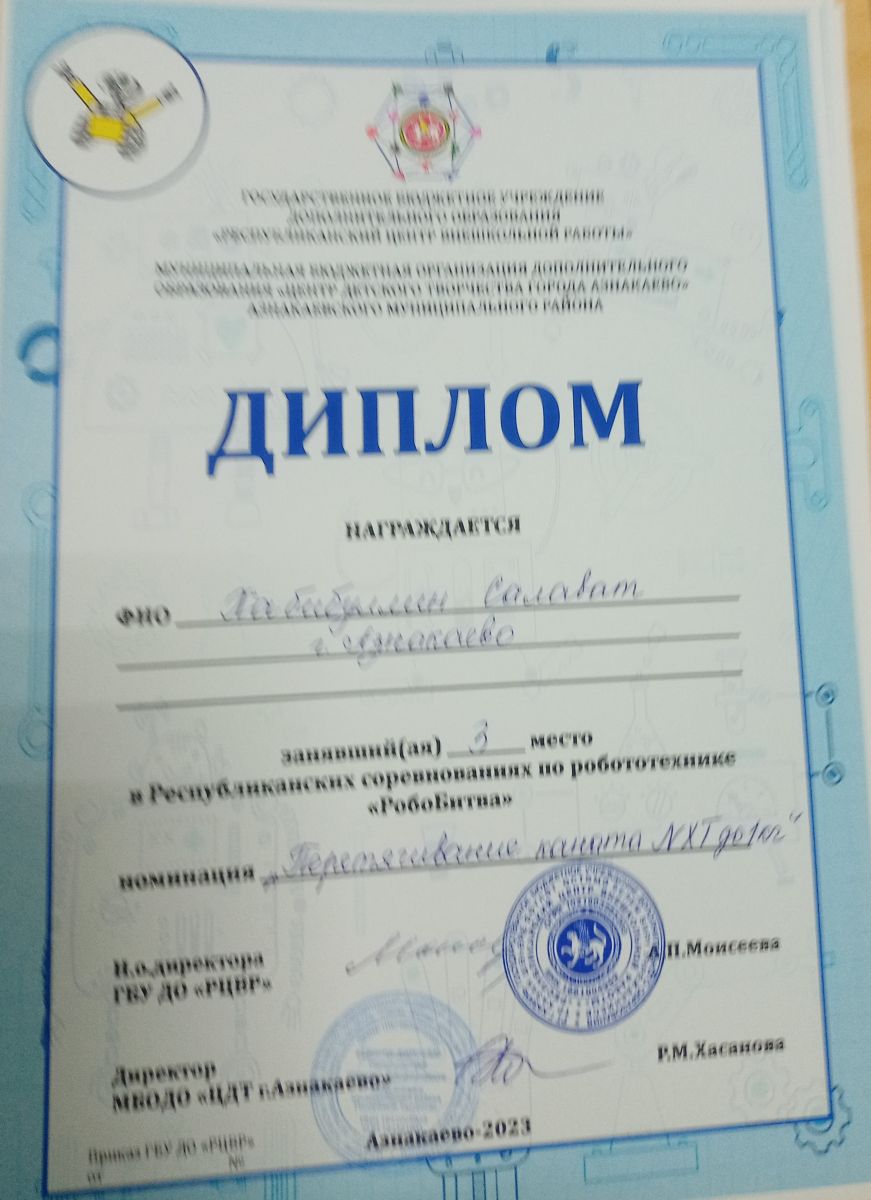 ГОСУДАРСТВЕННОЕ БЮДЖЕТНОЕ УЧРЕЖДЕНИЕ
ДОПОЛНИТЕЛЬНОГО ОБРАЗОВАНИЯ
«РЕСПУБЛИКАНСКИЙ ЦЕНТР ВНЕШКОЛЬНОЙ РАБОТЫ»
МУНИЦИПАЛЬНАЯ БЮДЖЕТНАЯ ОРГАНИЗАЦИЯ ДОПОЛНИТЕЛЬНОГО
ОБРАЗОВАНИЯ «ЦЕНТР ДЕТСКОГО ТВОРЧЕСТВА ГОРОДА АЗНАКАЕВО»
АЗНАКАЕВСКОГО МУНИЦИПАЛЬНОГО РАЙОНА
ДИПЛОМ
НАГРАЖДАЕТСЯ
ФИО Хабибуллин Салават
г. Азнакаево
занявший(ая) 3 место
в Республиканских соревнованиях по робототехнике
«РобоБитва»
номинация „Перетягивание каната NXT до 1 кг"
И.о.директора
ГБУ ДО «РЦВР»
А.П.Моисеева
Директор
МБОДО «ЦДТ г.Азнакаево»
Р.М.Хасанова
Азнакаево-2023
Приказ ГБУ ДО «РЦВР»
от №